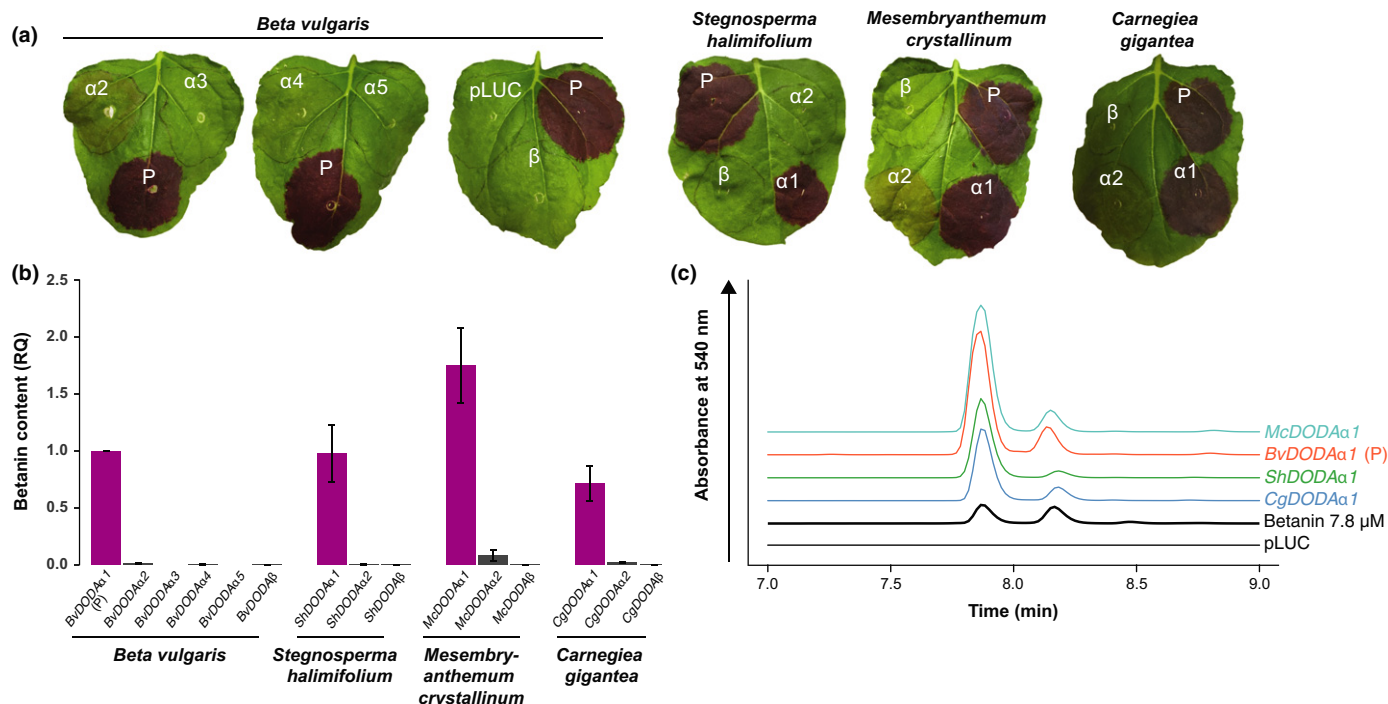 (a)
Beta vulgaris
Stegnosperma
halimifolium
Mesembryanthemum
crystallinum
Carnegiea
gigantea
α2
α3
P
α4
α5
P
pLUC
P
β
P
α2
β
α1
β
P
α2
α1
β
P
α2
α1
(b)
Betanin content (RQ)
2.5
2.0
1.5
1.0
0.5
0.0
BvDODAα1
(P)
BvDODAα2
BvDODAα3
BvDODAα4
BvDODAα5
BvDODAβ
ShDODAα1
ShDODAα2
ShDODAβ
McDODAα1
McDODAα2
McDODAβ
CgDODAα1
CgDODAα2
CgDODAβ
Beta vulgaris
Stegnosperma
halimifolium
Mesembry-
anthemum
crystallinum
Carnegiea
gigantea
(c)
Absorbance at 540 nm
McDODAα1
BvDODAα1 (P)
ShDODAα1
CgDODAα1
Betanin 7.8 µM
pLUC
7.0
7.5
8.0
8.5
9.0
Time (min)